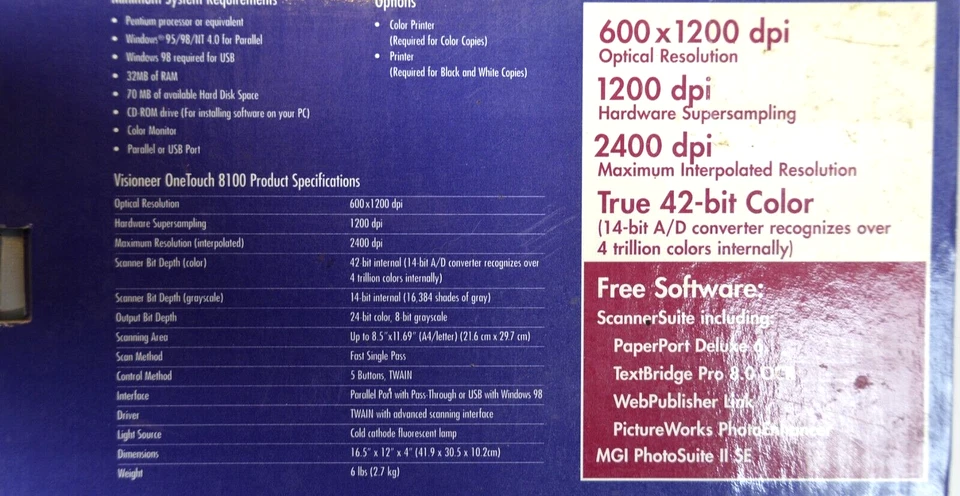 Minimum System Requirements
• Pentium processor or equivalent
• Windows® 95/98/NT 4.0 for Parallel
• Windows 98 required for USB
• 32MB of RAM
• 70 MB of available Hard Disk Space
• CD-ROM drive (For installing software on your PC)
• Color Monitor
• Parallel or USB Port
Options
• Color Printer
(Required for Color Copies)
• Printer
(Required for Black and White Copies)
Visioneer OneTouch 8100 Product Specifications
Optical Resolution 600x1200 dpi
Hardware Supersampling 1200 dpi
Maximum Resolution (interpolated) 2400 dpi
Scanner Bit Depth (color) 42-bit internal (14-bit A/D converter recognizes over
4 trillion colors internally)
Scanner Bit Depth (grayscale) 14-bit internal (16,384 shades of gray)
Output Bit Depth 24-bit color, 8-bit grayscale
Scanning Area Up to 8.5"x11.69" (A4/letter) (21.6 cm x 29.7 cm)
Scan Method Fast Single Pass
Control Method 5 Buttons, TWAIN
Interface Parallel Port with Pass-Through or USB with Windows 98
Driver TWAIN with advanced scanning interface
Light Source Cold cathode fluorescent lamp
Dimensions 16.5" x 12" x 4" (41.9 x 30.5 x 10.2cm)
Weight 6 lbs (2.7 kg)
600 x 1200 dpi
Optical Resolution
1200 dpi
Hardware Supersampling
2400 dpi
Maximum Interpolated Resolution
True 42-bit Color
(14-bit A/D converter recognizes over
4 trillion colors internally)
Free Software:
ScannerSuite including:
PaperPort Deluxe 6,
TextBridge Pro 8.0 OCR
WebPublisher Link
PictureWorks PhotoEnhancer
MGI PhotoSuite II SE